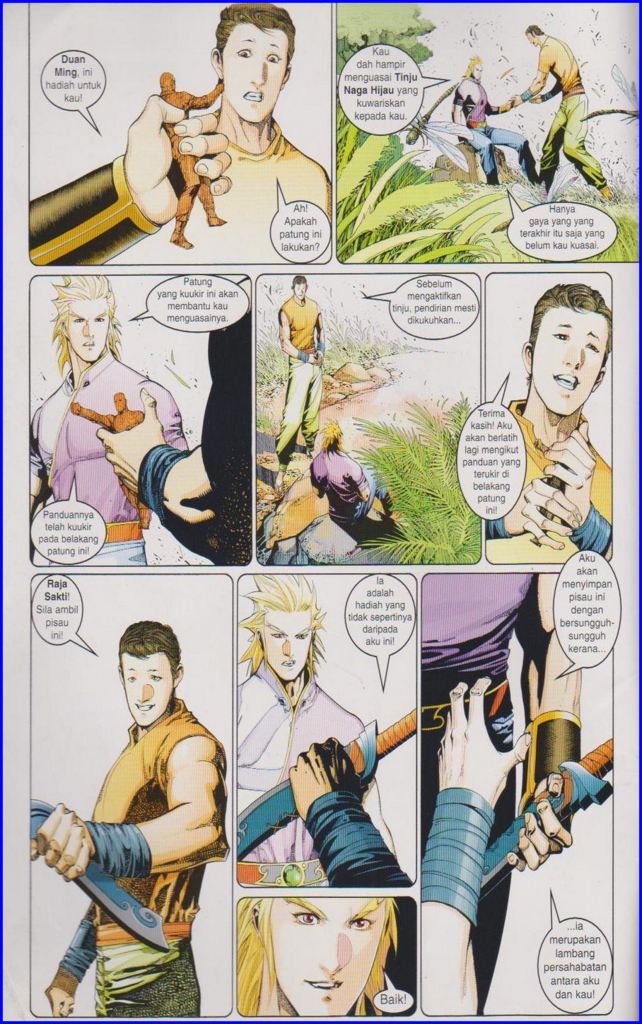 Duan
Ming, ini
hadiah untuk
kau!
Ah!
Apakah
patung ini
lakukan?
Kau
dah hampir
menguasai Tinju
Naga Hijau yang
kuwariskan
kepada kau.
Hanya
gaya yang yang
terakhir itu saja yang
belum kau kuasai.
Patung
yang kuukir ini akan
membantu kau
menguasainya.
Panduannya
telah kuukir
pada belakang
patung ini!
Sebelum
mengaktifkan
tinju, pendirian mesti
dikukuhkan...
Terima
kasih! Aku
akan berlatih
lagi mengikut
panduan yang
terukir di
belakang
patung
ini!
Raja
Sakti!
Sila ambil
pisau
ini!
Ia
adalah
hadiah yang
tidak sepertinya
daripada
aku ini!
Baik!
Aku
akan
menyimpan
pisau ini
dengan
bersungguh-
sungguh
kerana...
...ia
merupakan
lambang
persahabatan
antara aku
dan kau!